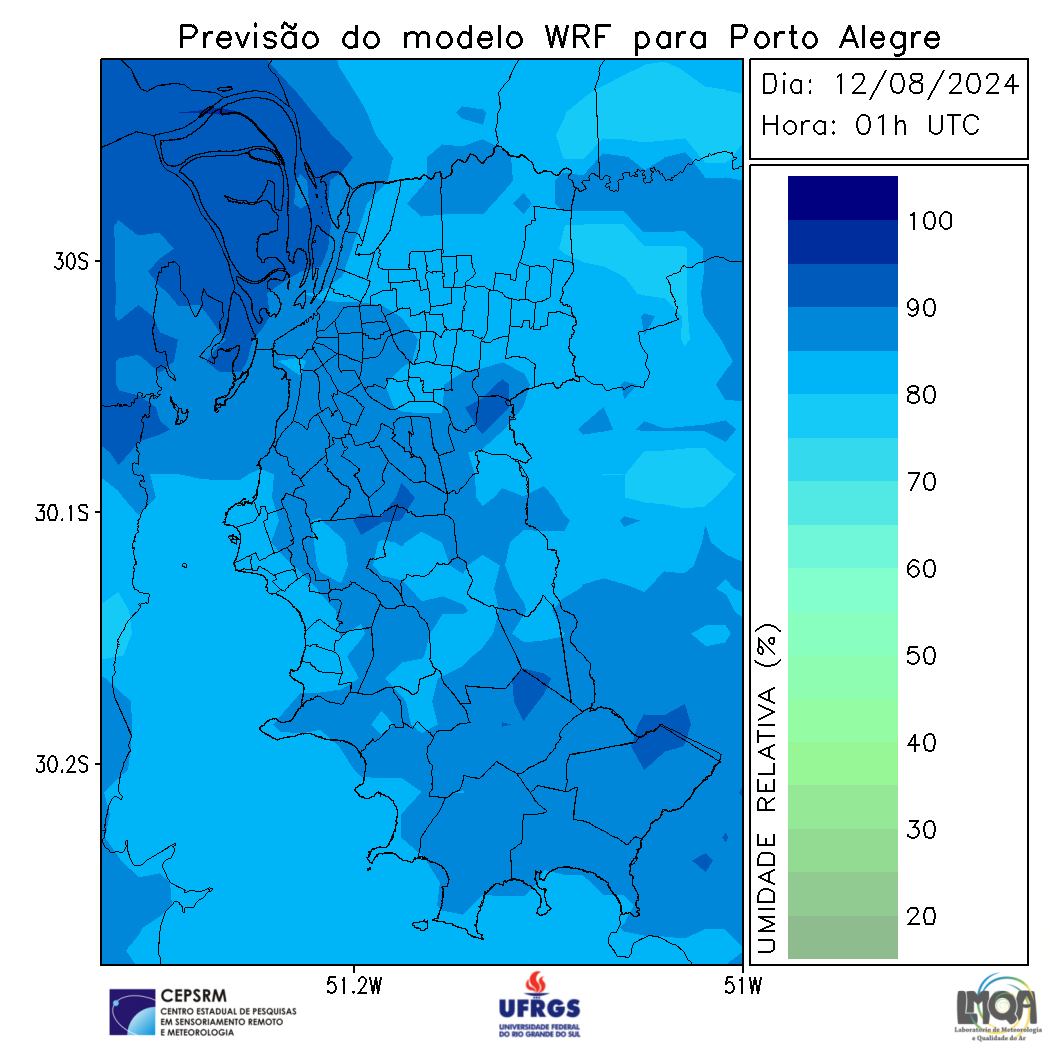 Previsão do modelo WRF para Porto Alegre
Dia: 12/08/2024
Hora: 01h UTC
100
90
80
70
60
50
40
30
20
UMIDADE RELATIVA (%)
30S
30.1S
30.2S
51.2W
51W
CEPSRM
CENTRO ESTADUAL DE PESQUISAS
EM SENSORIAMENTO REMOTO
E METEOROLOGIA
UFRGS
UNIVERSIDADE FEDERAL
DO RIO GRANDE DO SUL
LMQA
Laboratório de Meteorologia
e Qualidade do Ar